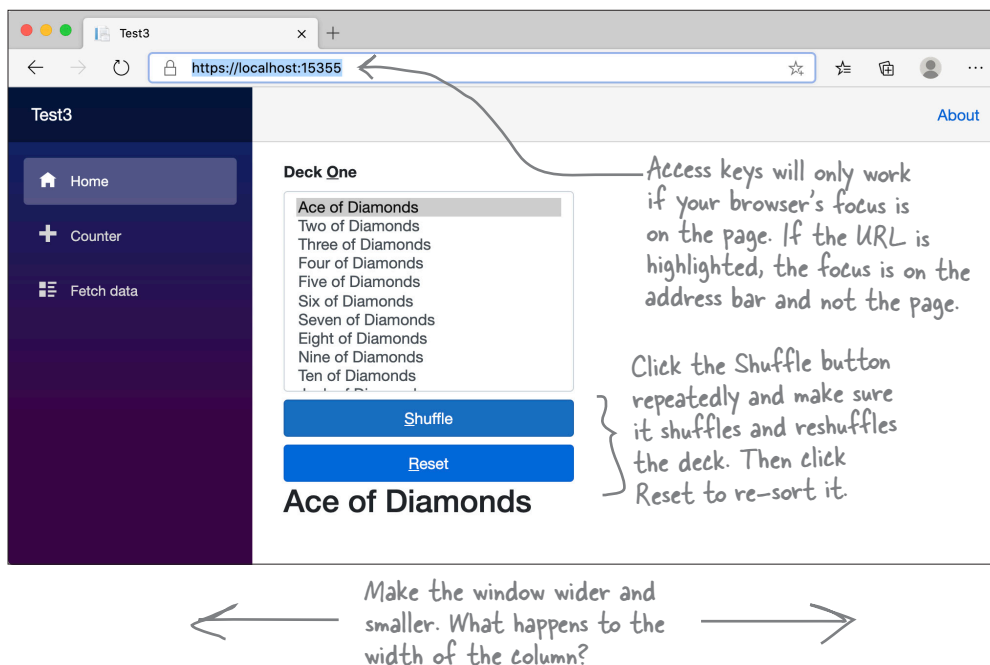 Test3
https://localhost:15355
Test3
About
Home
Counter
Fetch data
Deck One
Ace of Diamonds
Two of Diamonds
Three of Diamonds
Four of Diamonds
Five of Diamonds
Six of Diamonds
Seven of Diamonds
Eight of Diamonds
Nine of Diamonds
Ten of Diamonds
Shuffle
Reset
Ace of Diamonds
Access keys will only work
if your browser's focus is
on the page. If the URL is
highlighted, the focus is on the
address bar and not the page.
Click the Shuffle button
repeatedly and make sure
it shuffles and reshuffles
the deck. Then click
Reset to re-sort it.
Make the window wider and
smaller. What happens to the
width of the column?